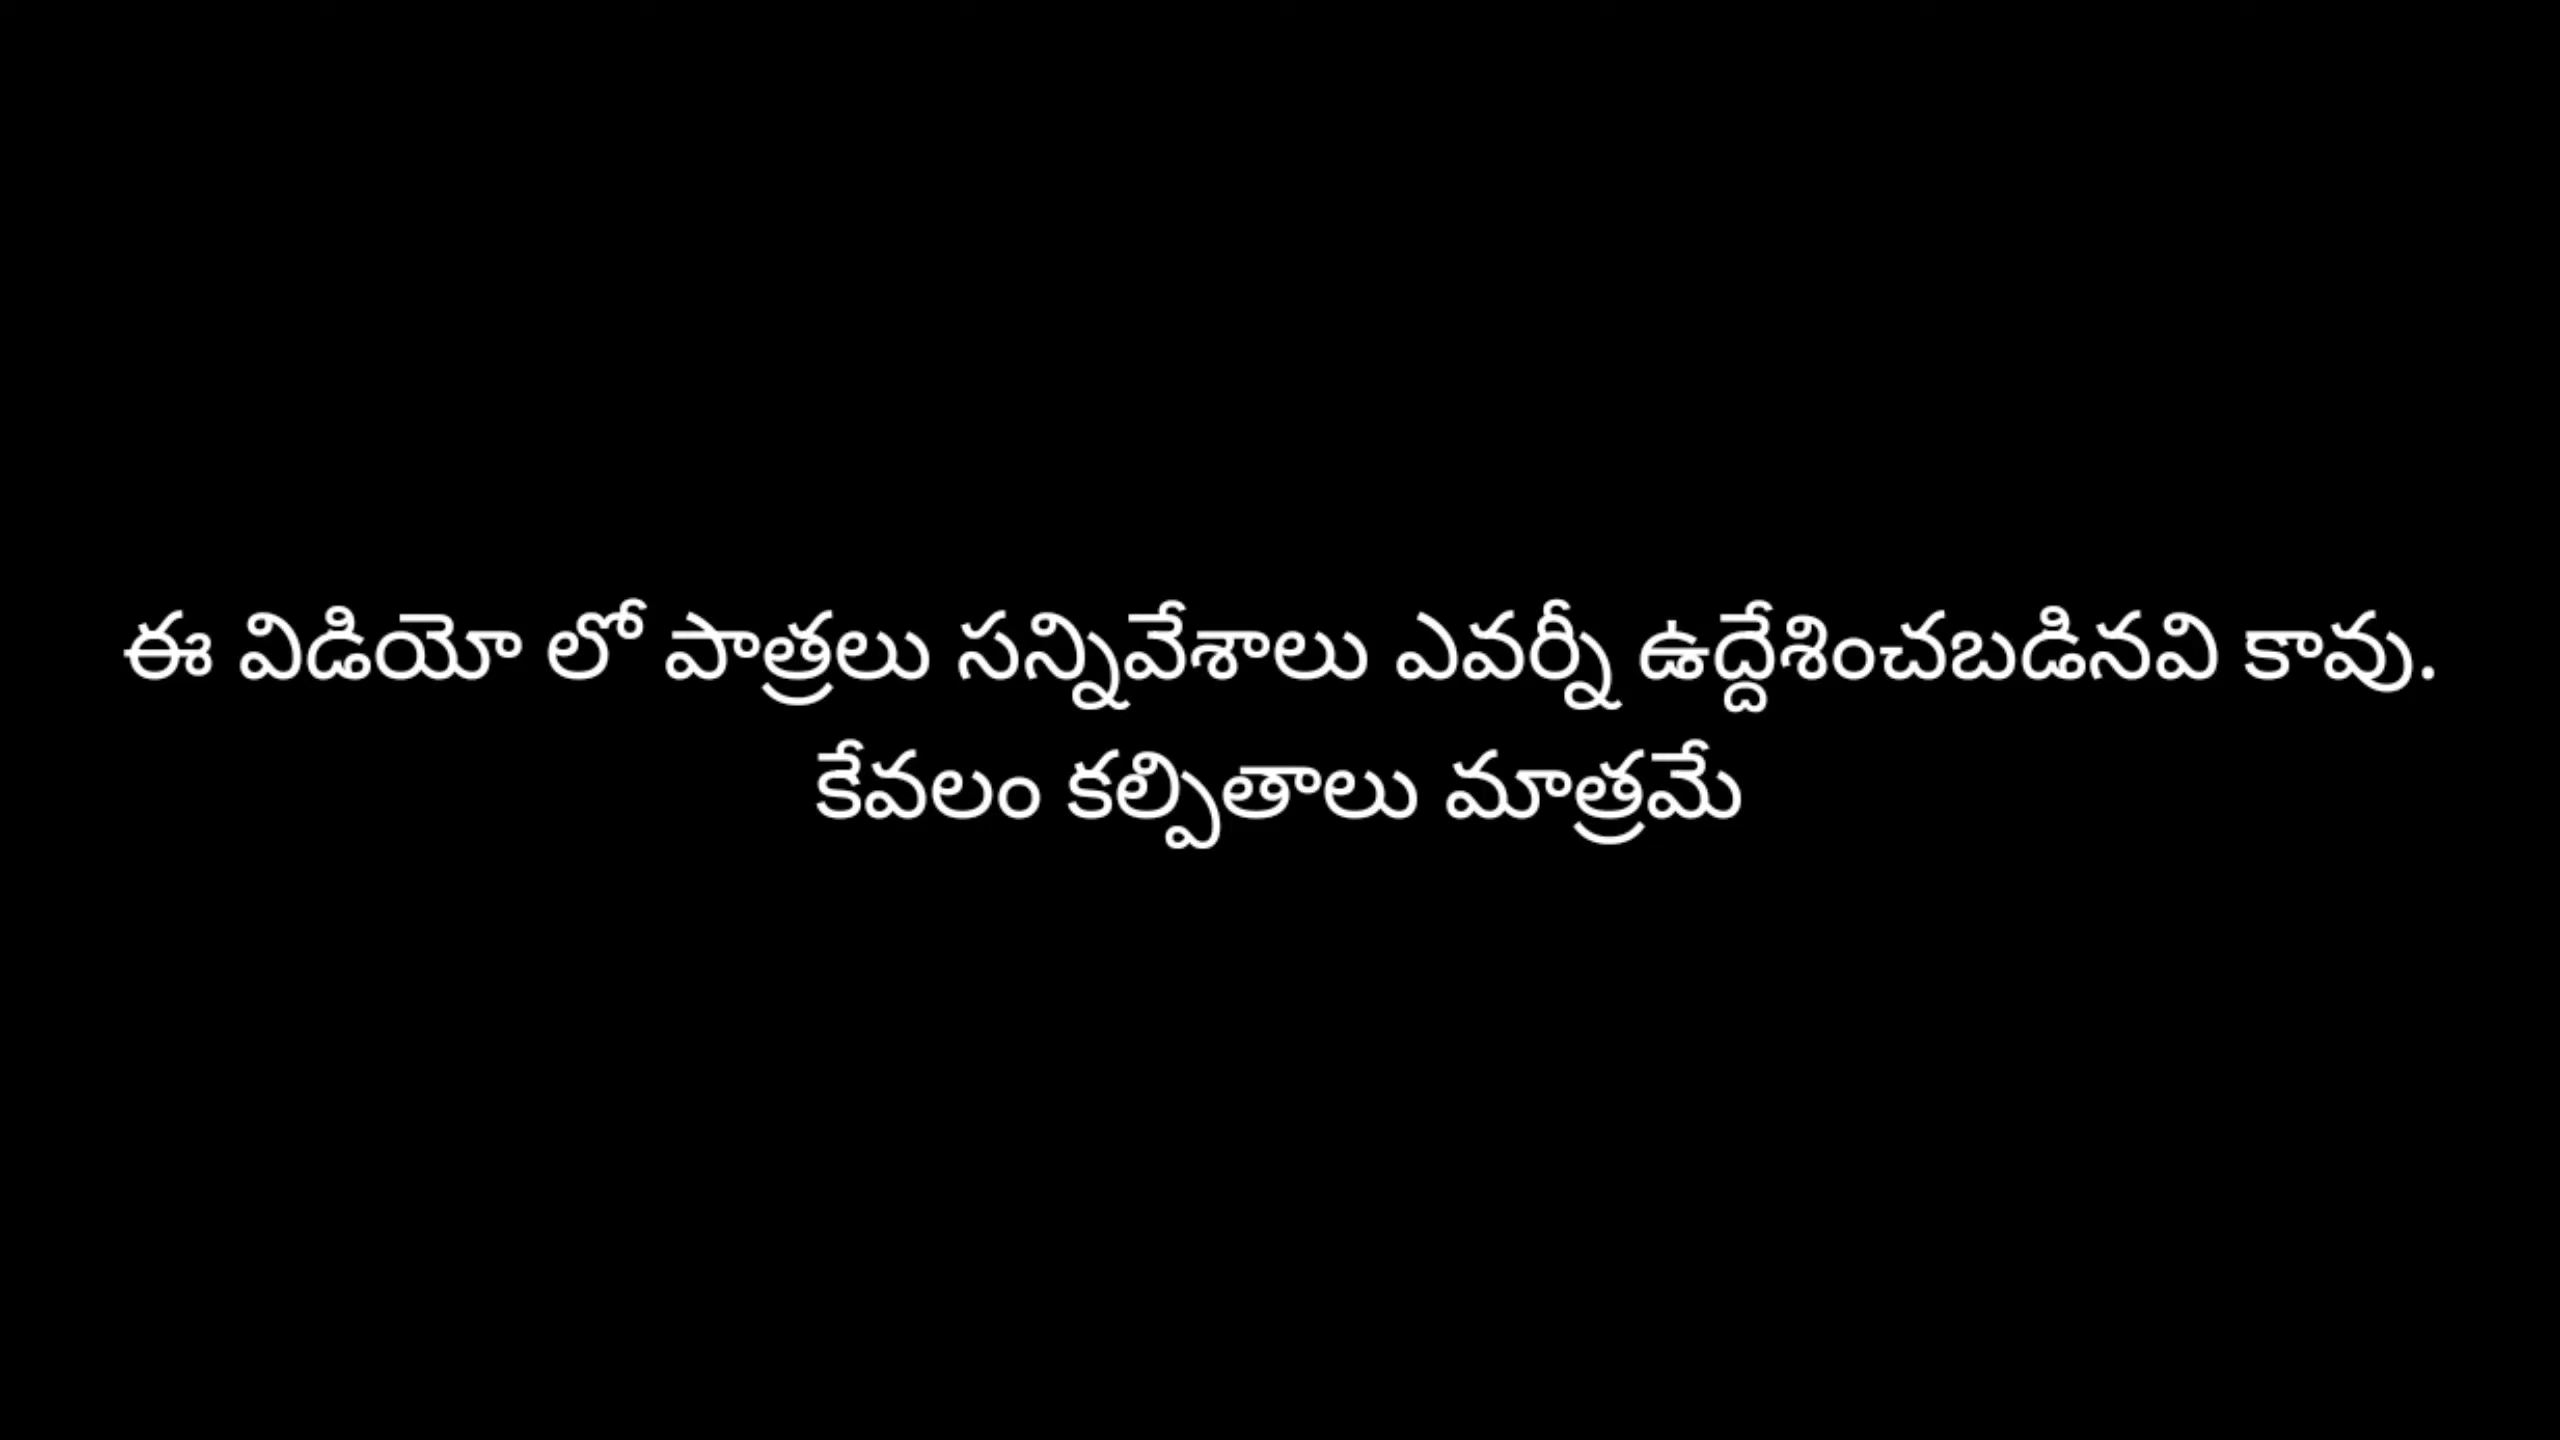 ఈ విడియో లో పాత్రలు సన్నివేశాలు ఎవర్నీ ఉద్దేశించబడినవి కావు.
కేవలం కల్పితాలు మాత్రమే